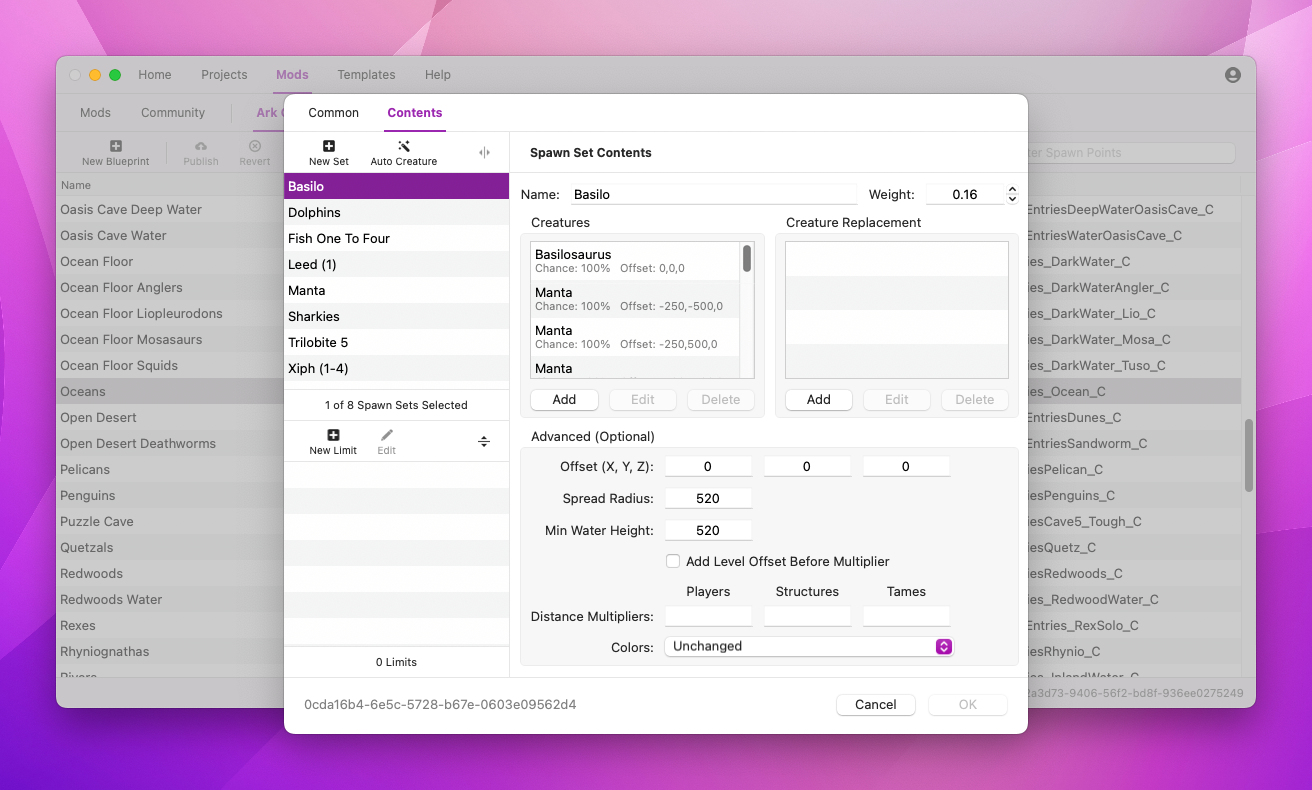 Home Projects Mods Templates Help
Mods Community Ark
Common Contents
New Blueprint Publish Revert
New Set Auto Creature
Spawn Set Contents
Spawn Points
Name
Name: Basilo Weight: 0.16
Basilo
Dolphins
Fish One To Four
Leed (1)
Manta
Sharkies
Trilobite 5
Xiph (1-4)
1 of 8 Spawn Sets Selected
New Limit Edit
0 Limits
Creatures
Basilosaurus
Chance: 100% Offset: 0,0,0
Manta
Chance: 100% Offset: -250,-500,0
Manta
Chance: 100% Offset: -250,500,0
Manta
Add Edit Delete
Creature Replacement
Add Edit Delete
Advanced (Optional)
Offset (X, Y, Z): 0 0 0
Spread Radius: 520
Min Water Height: 520
Add Level Offset Before Multiplier
Players Structures Tames
Distance Multipliers:
Colors: Unchanged
0cda16b4-6e5c-5728-b67e-0603e09562d4
Cancel OK
Oasis Cave Deep Water
Oasis Cave Water
Ocean Floor
Ocean Floor Anglers
Ocean Floor Liopleurodons
Ocean Floor Mosasaurs
Ocean Floor Squids
Oceans
Open Desert
Open Desert Deathworms
Pelicans
Penguins
Puzzle Cave
Quetzals
Redwoods
Redwoods Water
Rexes
Rhyniognathas
Rivers
EntriesDeepWaterOasisCave_C
EntriesWaterOasisCave_C
es_DarkWater_C
es_DarkWaterAngler_C
es_DarkWater_Lio_C
es_DarkWater_Mosa_C
es_DarkWater_Tuso_C
es_Ocean_C
EntriesDunes_C
EntriesSandworm_C
esPelican_C
esPenguins_C
esCave5_Tough_C
esQuetz_C
esRedwoods_C
es_RedwoodWater_C
Entries_RexSolo_C
esRhynio_C
es_InlandWater_C
2a3d73-9406-56f2-bd8f-936ee0275249